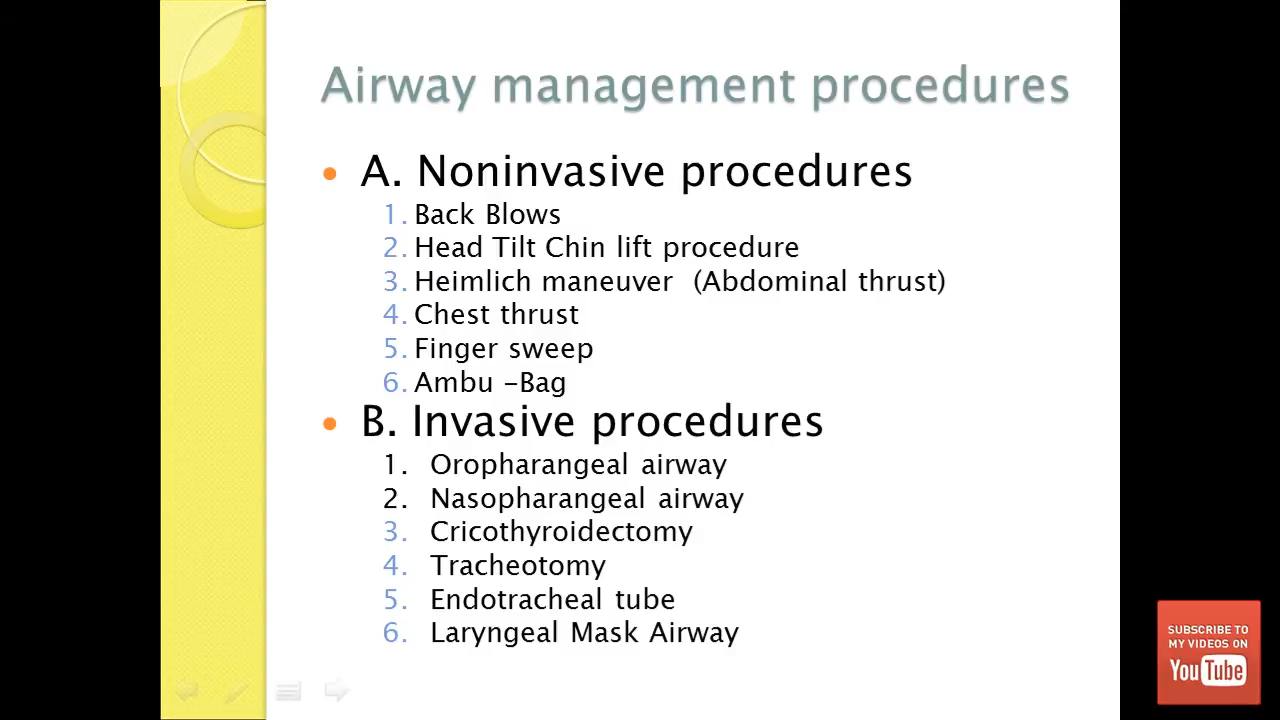 Airway management procedures
• A. Noninvasive procedures
1. Back Blows
2. Head Tilt Chin lift procedure
3. Heimlich maneuver (Abdominal thrust)
4. Chest thrust
5. Finger sweep
6. Ambu -Bag
• B. Invasive procedures
1. Oropharangeal airway
2. Nasopharangeal airway
3. Cricothyroidectomy
4. Tracheotomy
5. Endotracheal tube
6. Laryngeal Mask Airway
SUBSCRIBE TO
MY VIDEOS ON
YouTube